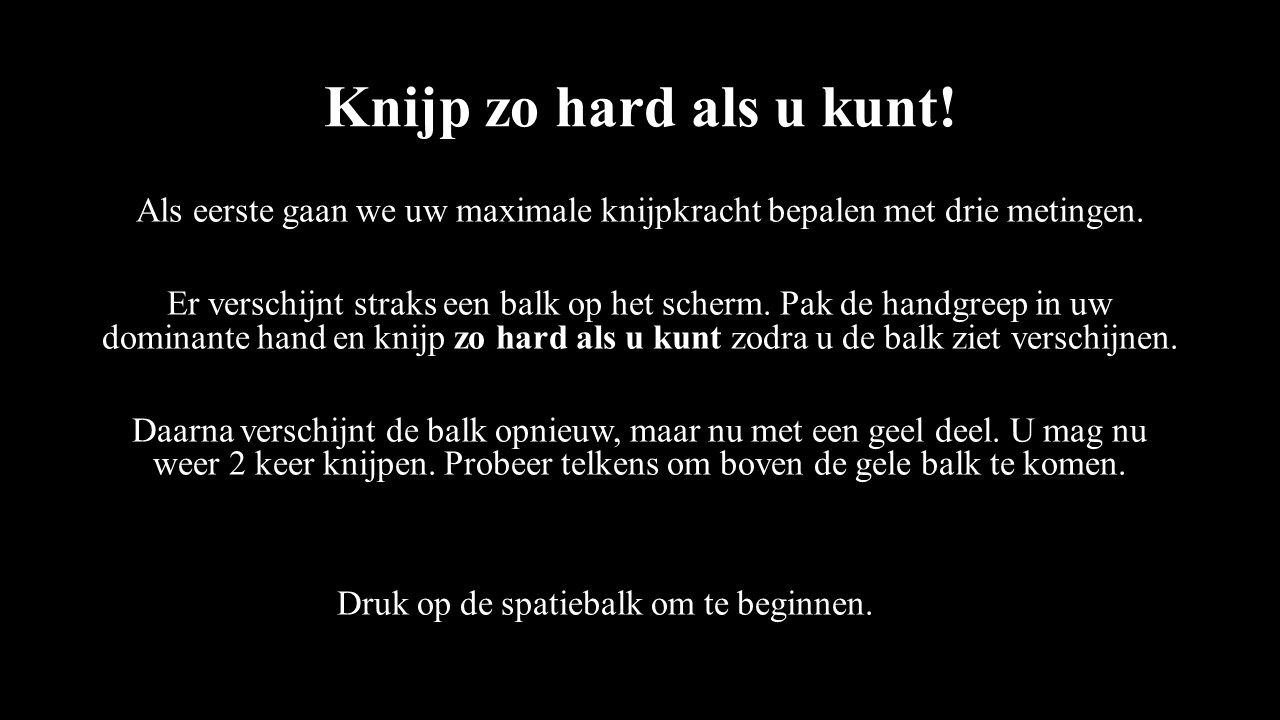 Knijp zo hard als u kunt!
Als eerste gaan we uw maximale knijpkracht bepalen met drie metingen.
Er verschijnt straks een balk op het scherm. Pak de handgreep in uw
dominante hand en knijp zo hard als u kunt zodra u de balk ziet verschijnen.
Daarna verschijnt de balk opnieuw, maar nu met een geel deel. U mag nu
weer 2 keer knijpen. Probeer telkens om boven de gele balk te komen.
Druk op de spatiebalk om te beginnen.